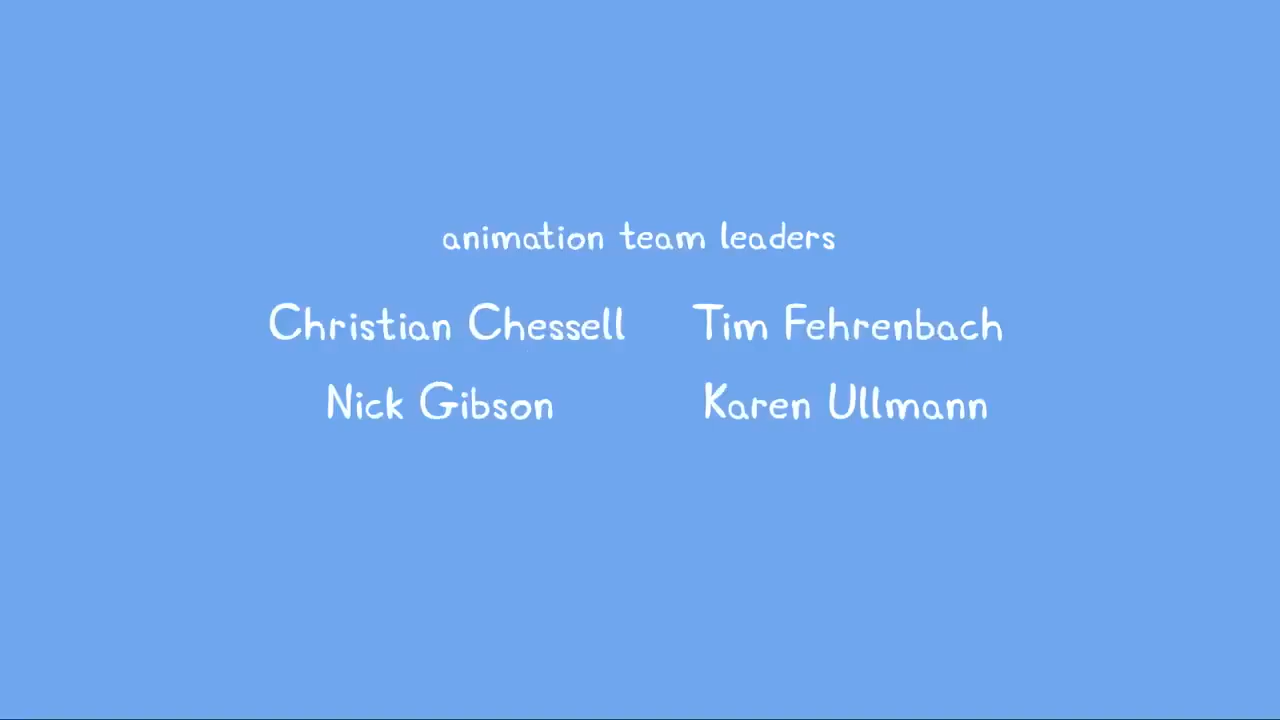 animation team leaders
Christian Chessell Tim Fehrenbach
Nick Gibson Karen Ullmann